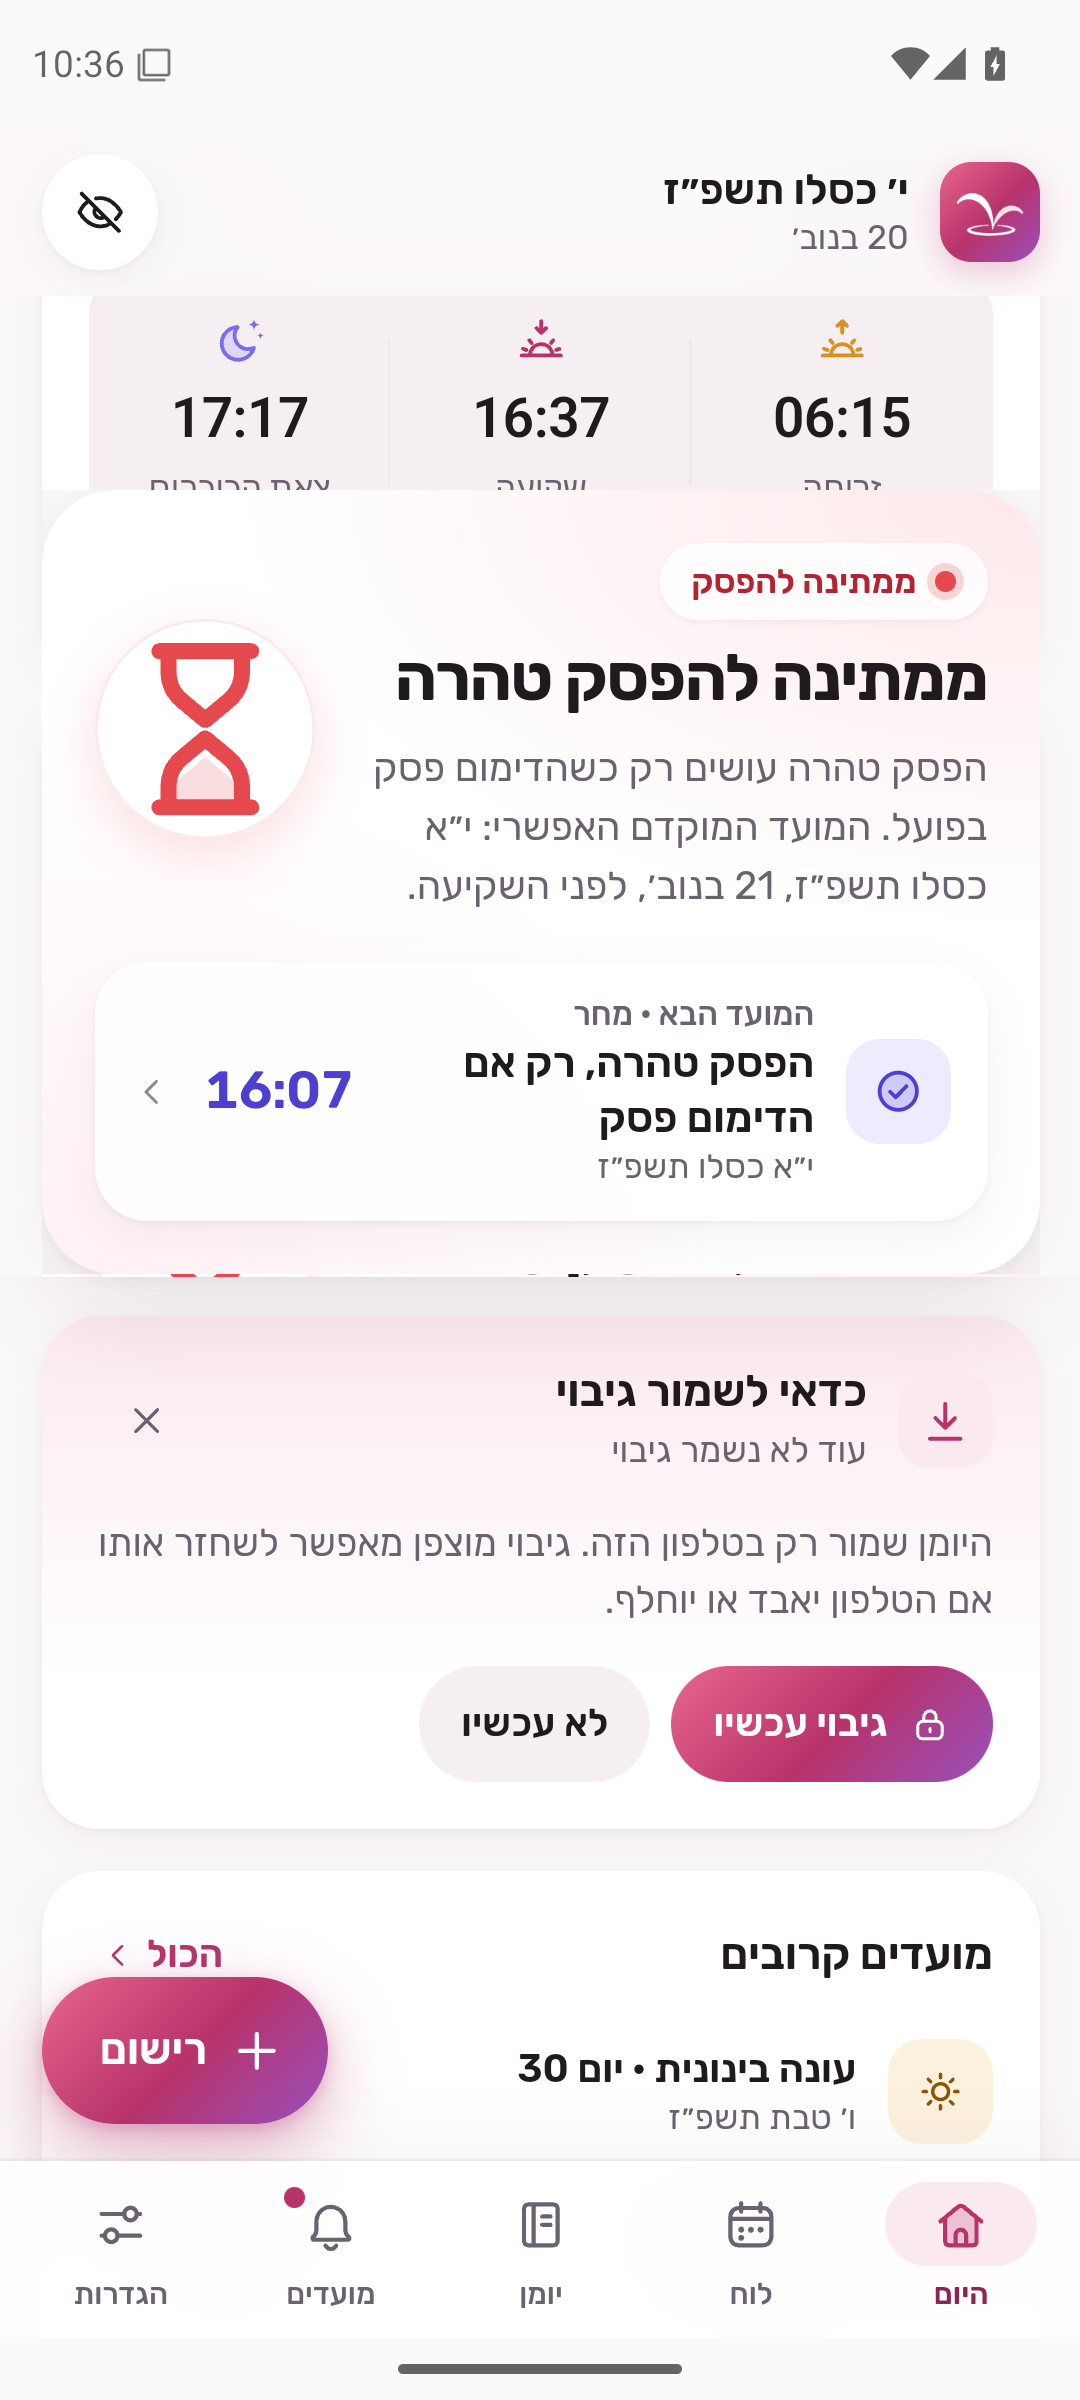 10:36
י׳ כסלו תשפ״ז
20 בנוב׳
06:15
16:37
17:17
זריחה
שקיעה
צאת הכוכבים
ממתינה להפסק
ממתינה להפסק טהרה
הפסק טהרה עושים רק כשהדימום פסק
בפועל. המועד המוקדם האפשרי: י״א
כסלו תשפ״ז, 21 בנוב׳, לפני השקיעה.
המועד הבא • מחר
הפסק טהרה, רק אם
הדימום פסק
י״א כסלו תשפ״ז
16:07
כדאי לשמור גיבוי
עוד לא נשמר גיבוי
היומן שמור רק בטלפון הזה. גיבוי מוצפן מאפשר לשחזר אותו
אם הטלפון יאבד או יוחלף.
גיבוי עכשיו
לא עכשיו
מועדים קרובים
הכול
עונה בינונית • יום 30
ו׳ טבת תשפ״ז
רישום
היום
לוח
יומן
מועדים
הגדרות